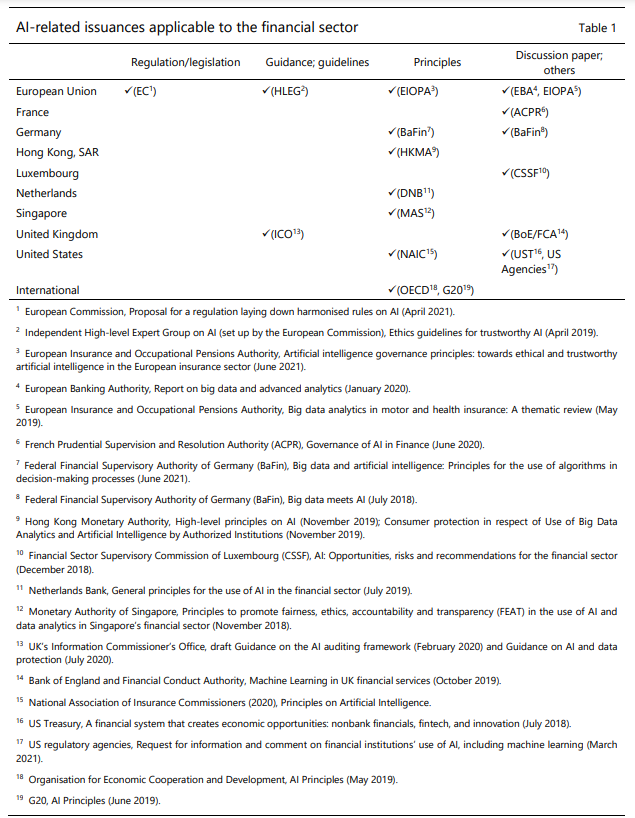 AI-related issuances applicable to the financial sector Table 1
Regulation/legislation Guidance; guidelines Principles Discussion paper; others
European Union ✓(EC¹) ✓(HLEG²) ✓(EIOPA³) ✓(EBA⁴, EIOPA⁵)
France ✓(ACPR⁶)
Germany ✓(BaFin⁷) ✓(BaFin⁸)
Hong Kong, SAR ✓(HKMA⁹)
Luxembourg ✓(CSSF¹⁰)
Netherlands ✓(DNB¹¹)
Singapore ✓(MAS¹²)
United Kingdom ✓(ICO¹³) ✓(BoE/FCA¹⁴)
United States ✓(NAIC¹⁵) ✓(UST¹⁶, US
Agencies¹⁷)
International ✓(OECD¹⁸, G20¹⁹)
¹ European Commission, Proposal for a regulation laying down harmonised rules on AI (April 2021).
² Independent High-level Expert Group on AI (set up by the European Commission), Ethics guidelines for trustworthy AI (April 2019).
³ European Insurance and Occupational Pensions Authority, Artificial intelligence governance principles: towards ethical and trustworthy
artificial intelligence in the European insurance sector (June 2021).
⁴ European Banking Authority, Report on big data and advanced analytics (January 2020).
⁵ European Insurance and Occupational Pensions Authority, Big data analytics in motor and health insurance: A thematic review (May
2019).
⁶ French Prudential Supervision and Resolution Authority (ACPR), Governance of AI in Finance (June 2020).
⁷ Federal Financial Supervisory Authority of Germany (BaFin), Big data and artificial intelligence: Principles for the use of algorithms in
decision-making processes (June 2021).
⁸ Federal Financial Supervisory Authority of Germany (BaFin), Big data meets AI (July 2018).
⁹ Hong Kong Monetary Authority, High-level principles on AI (November 2019); Consumer protection in respect of Use of Big Data
Analytics and Artificial Intelligence by Authorized Institutions (November 2019).
¹⁰ Financial Sector Supervisory Commission of Luxembourg (CSSF), AI: Opportunities, risks and recommendations for the financial sector
(December 2018).
¹¹ Netherlands Bank, General principles for the use of AI in the financial sector (July 2019).
¹² Monetary Authority of Singapore, Principles to promote fairness, ethics, accountability and transparency (FEAT) in the use of AI and
data analytics in Singapore's financial sector (November 2018).
¹³ UK's Information Commissioner's Office, draft Guidance on the AI auditing framework (February 2020) and Guidance on AI and data
protection (July 2020).
¹⁴ Bank of England and Financial Conduct Authority, Machine Learning in UK financial services (October 2019).
¹⁵ National Association of Insurance Commissioners (2020), Principles on Artificial Intelligence.
¹⁶ US Treasury, A financial system that creates economic opportunities: nonbank financials, fintech, and innovation (July 2018).
¹⁷ US regulatory agencies, Request for information and comment on financial institutions' use of AI, including machine learning (March
2021).
¹⁸ Organisation for Economic Cooperation and Development, AI Principles (May 2019).
¹⁹ G20, AI Principles (June 2019).